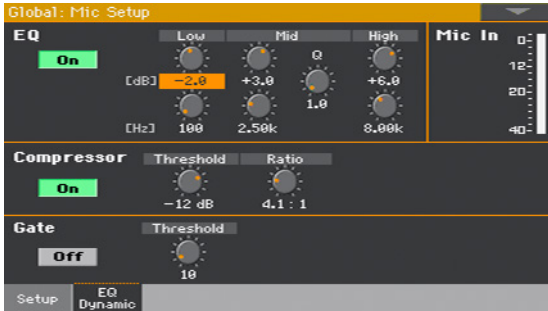 Global: Mic Setup
EQ Low Mid High Mic In
On Q
[dB] -2.0 +3.0 +6.0
1.0
[Hz] 100 2.50k 8.00k
0
12
20
40
Compressor Threshold Ratio
On
-12 dB 4.1 : 1
Gate Threshold
Off
10
Setup EQ Dynamic